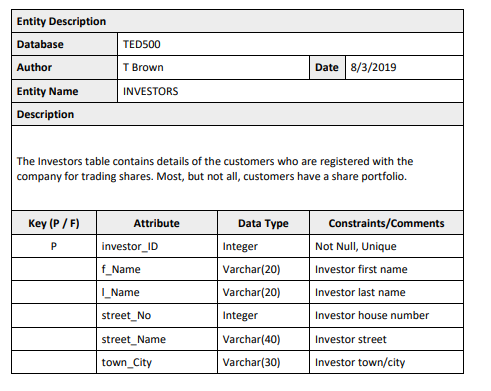 Entity Description
Database TED500
Author T Brown Date 8/3/2019
Entity Name INVESTORS
Description
The Investors table contains details of the customers who are registered with the
company for trading shares. Most, but not all, customers have a share portfolio.
Key (P / F) Attribute Data Type Constraints/Comments
P investor_ID Integer Not Null, Unique
f_Name Varchar(20) Investor first name
l_Name Varchar(20) Investor last name
street_No Integer Investor house number
street_Name Varchar(40) Investor street
town_City Varchar(30) Investor town/city